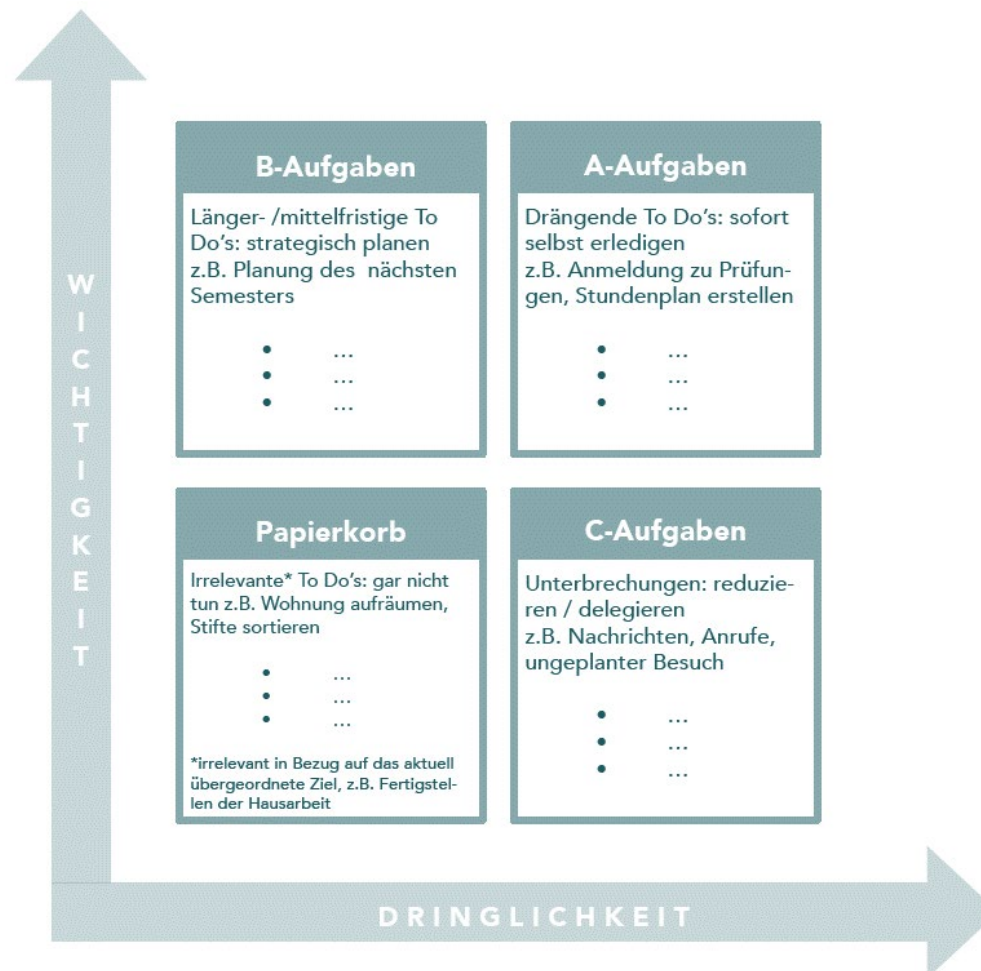 WICHTIGKEIT
B-Aufgaben
Länger- /mittelfristige To
Do's: strategisch planen
z.B. Planung des nächsten
Semesters
• ...
• ...
• ...
A-Aufgaben
Drängende To Do's: sofort
selbst erledigen
z.B. Anmeldung zu Prüfun-
gen, Stundenplan erstellen
• ...
• ...
• ...
Papierkorb
Irrelevante* To Do's: gar nicht
tun z.B. Wohnung aufräumen,
Stifte sortieren
• ...
• ...
• ...
*irrelevant in Bezug auf das aktuell
übergeordnete Ziel, z.B. Fertigstel-
len der Hausarbeit
C-Aufgaben
Unterbrechungen: reduzie-
ren / delegieren
z.B. Nachrichten, Anrufe,
ungeplanter Besuch
• ...
• ...
• ...
DRINGLICHKEIT